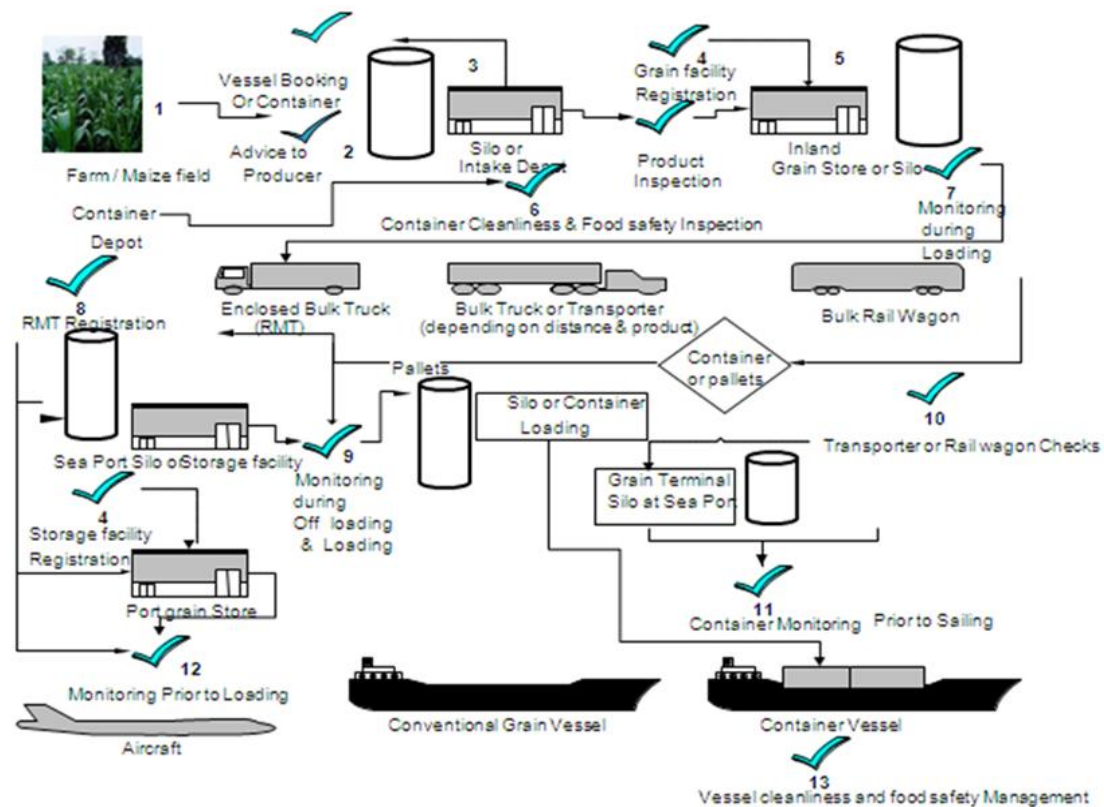 Vessel Booking
Or Container
1
2
Advice to
Producer
Farm / Maize field
3
Silo or
Intake Depot
4
Grain facility
Registration
Product
Inspection
5
Inland
Grain Store or Silo
Container
Depot
6
Container Cleanliness & Food safety Inspection
7
Monitoring
during
Loading
8
RMT Registration
Enclosed Bulk Truck
(RMT)
Bulk Truck or Transporter
(depending on distance & product)
Bulk Rail Wagon
Container
or pallets
Pallets
Silo or Container
Loading
10
Transporter or Rail wagon Checks
Sea Port Silo or Storage facility
9
Monitoring
during
Off loading
& Loading
Grain Terminal
Silo at Sea Port
4
Storage facility
Registration
Port grain Store
11
Container Monitoring Prior to Sailing
12
Monitoring Prior to Loading
Aircraft
Conventional Grain Vessel
Container Vessel
13
Vessel cleanliness and food safety Management